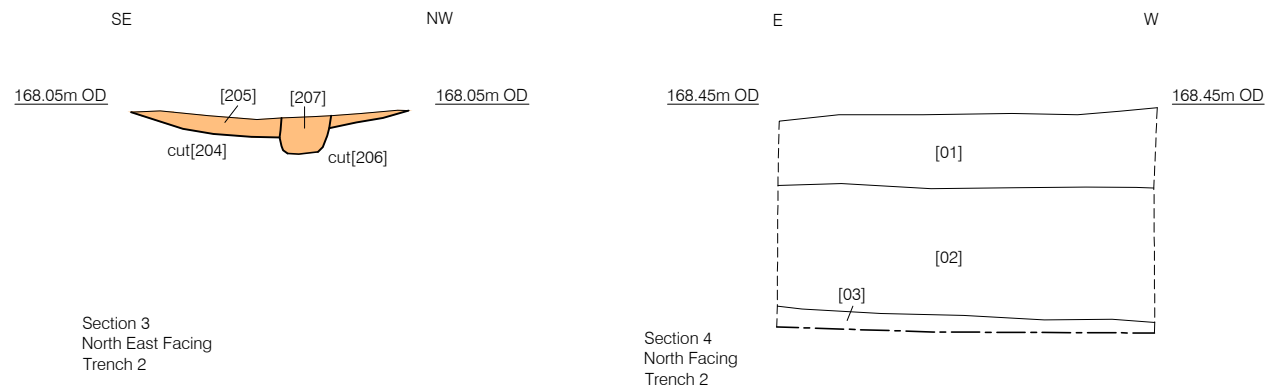 SE
NW
168.05m OD
[205]
[207]
168.05m OD
cut[204]
cut[206]
Section 3
North East Facing
Trench 2
E
W
168.45m OD
168.45m OD
[01]
[02]
[03]
Section 4
North Facing
Trench 2